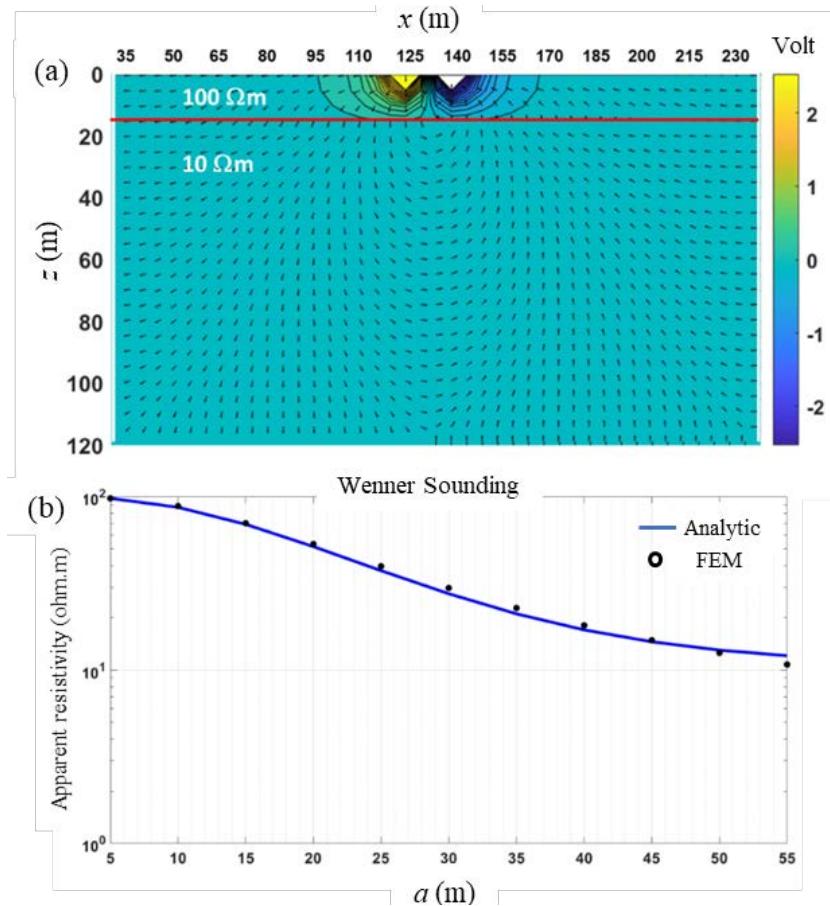 x (m)
35 50 65 80 95 110 125 140 155 170 185 200 215 230
Volt
(a)
0
20
40
60
80
100
120
z (m)
100 Ωm
10 Ωm
2
1
0
-1
-2
Wenner Sounding
(b)
10²
10¹
10⁰
Apparent resistivity (ohm.m)
Analytic
FEM
5 10 15 20 25 30 35 40 45 50 55
a (m)